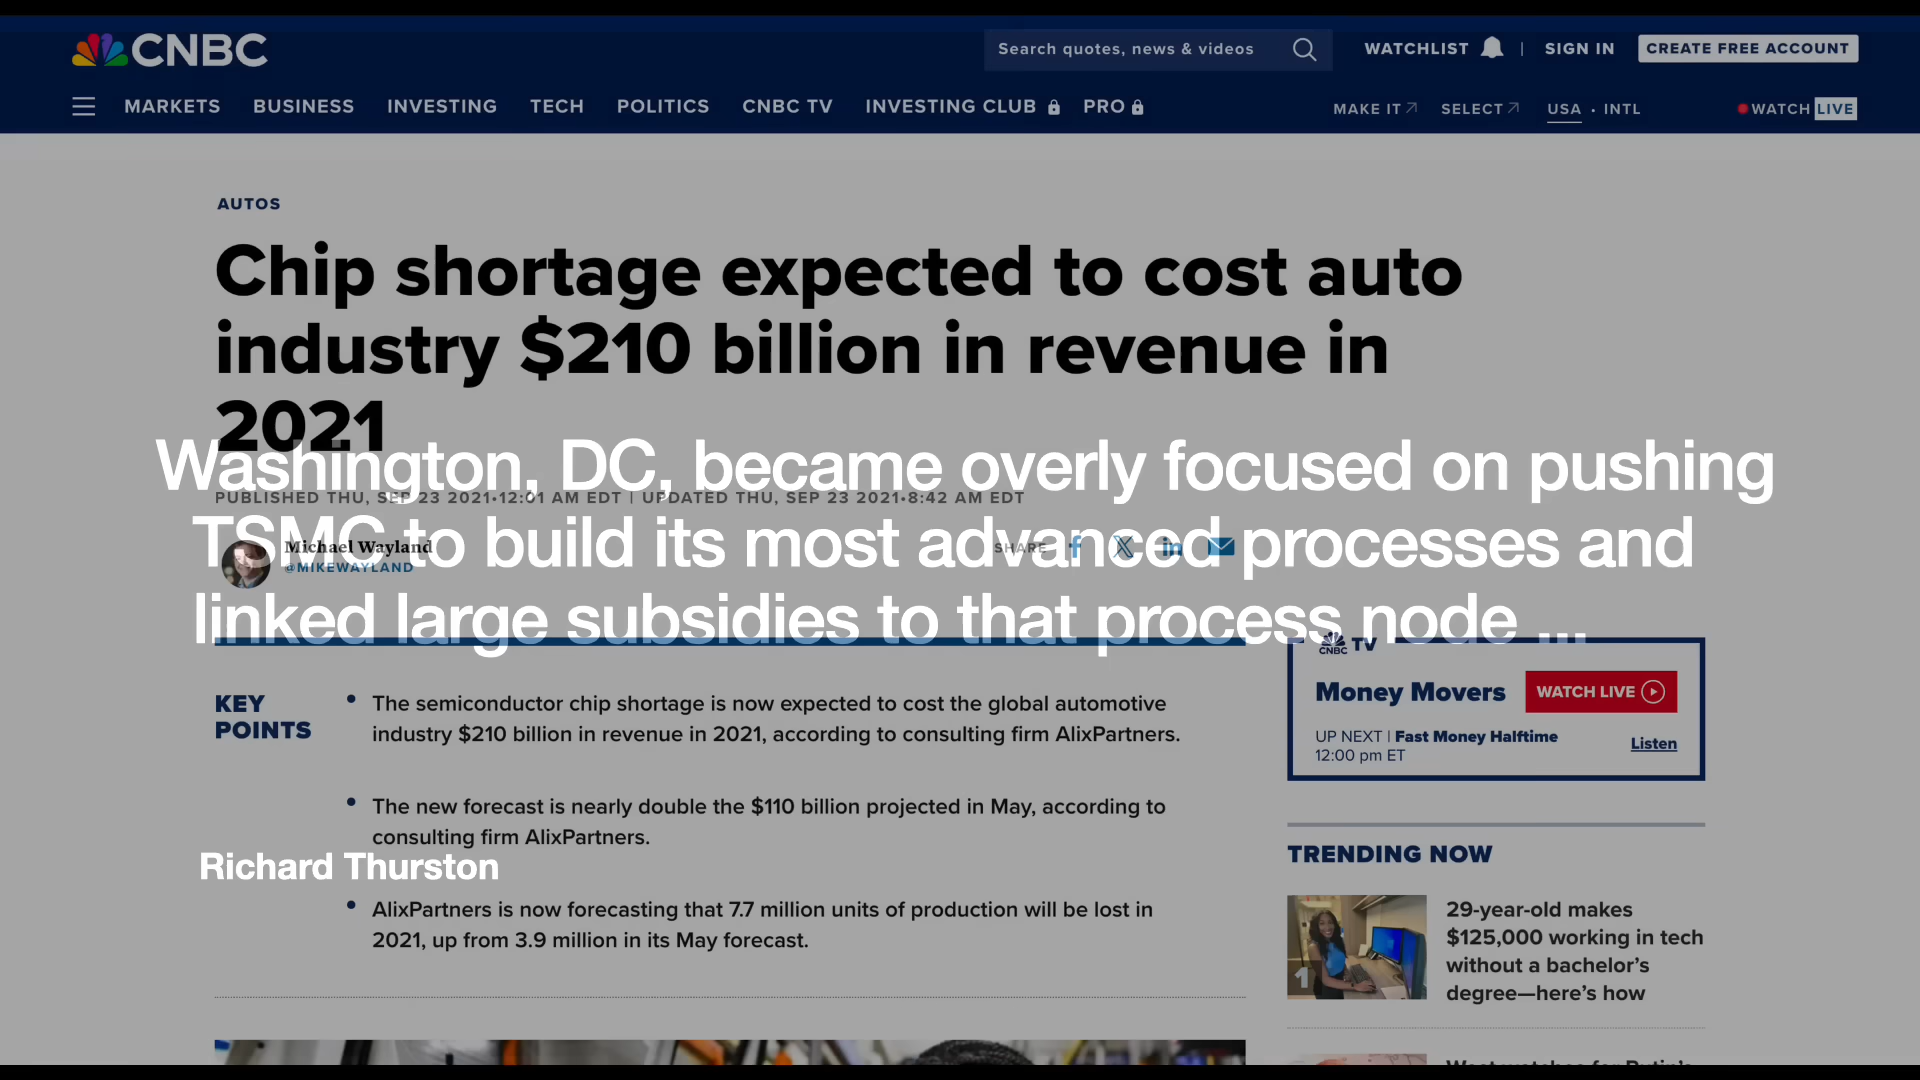 CNBC
Search quotes, news & videos
WATCHLIST | SIGN IN CREATE FREE ACCOUNT
MARKETS BUSINESS INVESTING TECH POLITICS CNBC TV INVESTING CLUB PRO
MAKE IT SELECT USA • INTL WATCH LIVE
AUTOS
Chip shortage expected to cost auto
industry $210 billion in revenue in
2021
PUBLISHED THU, SEP 23 2021•12:01 AM EDT | UPDATED THU, SEP 23 2021•8:42 AM EDT
Michael Wayland
@MIKEWAYLAND
SHARE
Washington, DC, became overly focused on pushing
TSMC to build its most advanced processes and
linked large subsidies to that process node ...
Richard Thurston
KEY
POINTS
• The semiconductor chip shortage is now expected to cost the global automotive
industry $210 billion in revenue in 2021, according to consulting firm AlixPartners.
• The new forecast is nearly double the $110 billion projected in May, according to
consulting firm AlixPartners.
• AlixPartners is now forecasting that 7.7 million units of production will be lost in
2021, up from 3.9 million in its May forecast.
CNBC TV
Money Movers
WATCH LIVE
UP NEXT | Fast Money Halftime
12:00 pm ET
Listen
TRENDING NOW
1
29-year-old makes
$125,000 working in tech
without a bachelor's
degree—here's how